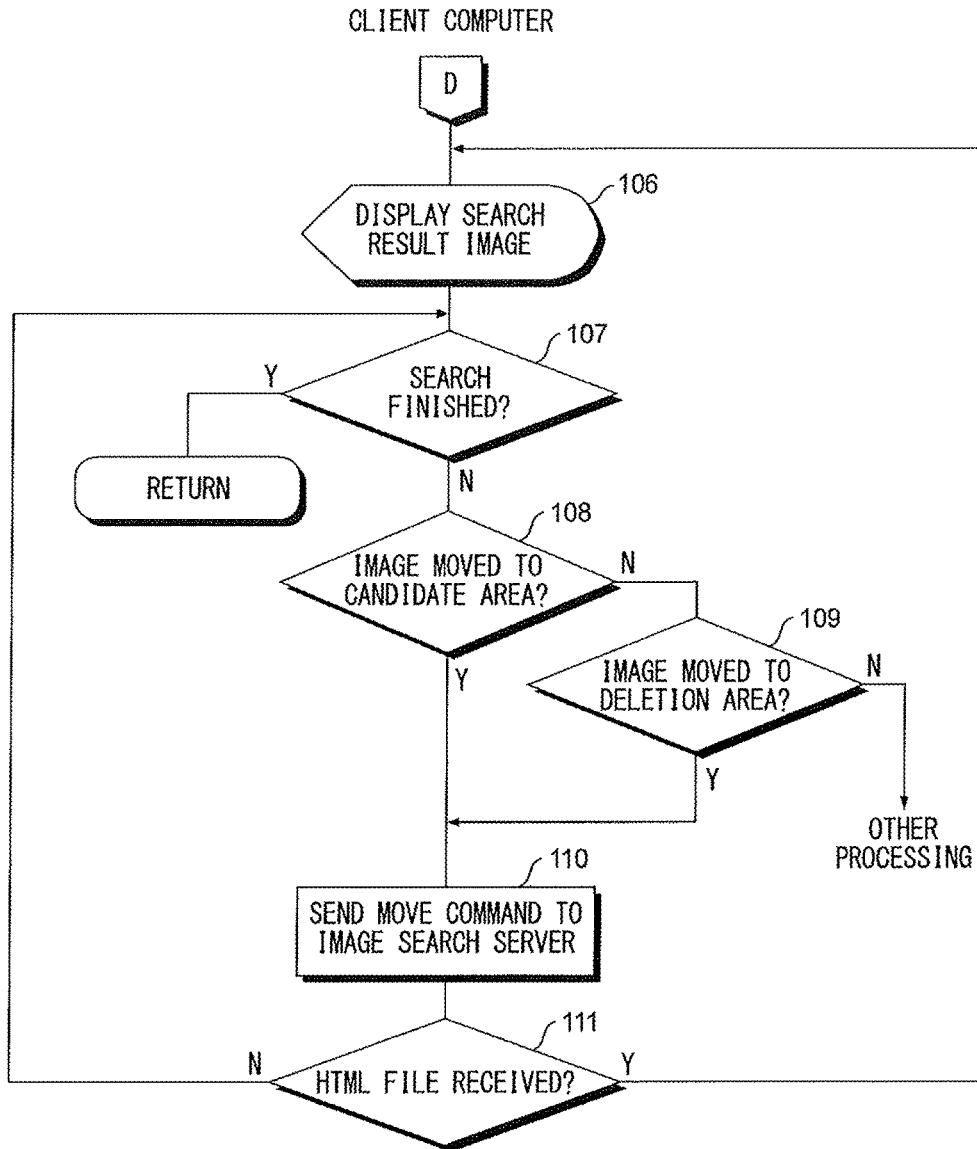 CLIENT COMPUTER
D
106
DISPLAY SEARCH
RESULT IMAGE
107
Y
SEARCH
FINISHED?
RETURN
N
108
IMAGE MOVED TO
CANDIDATE AREA?
N
109
Y
IMAGE MOVED TO
DELETION AREA?
N
Y
OTHER
PROCESSING
110
SEND MOVE COMMAND TO
IMAGE SEARCH SERVER
111
N
HTML FILE RECEIVED?
Y